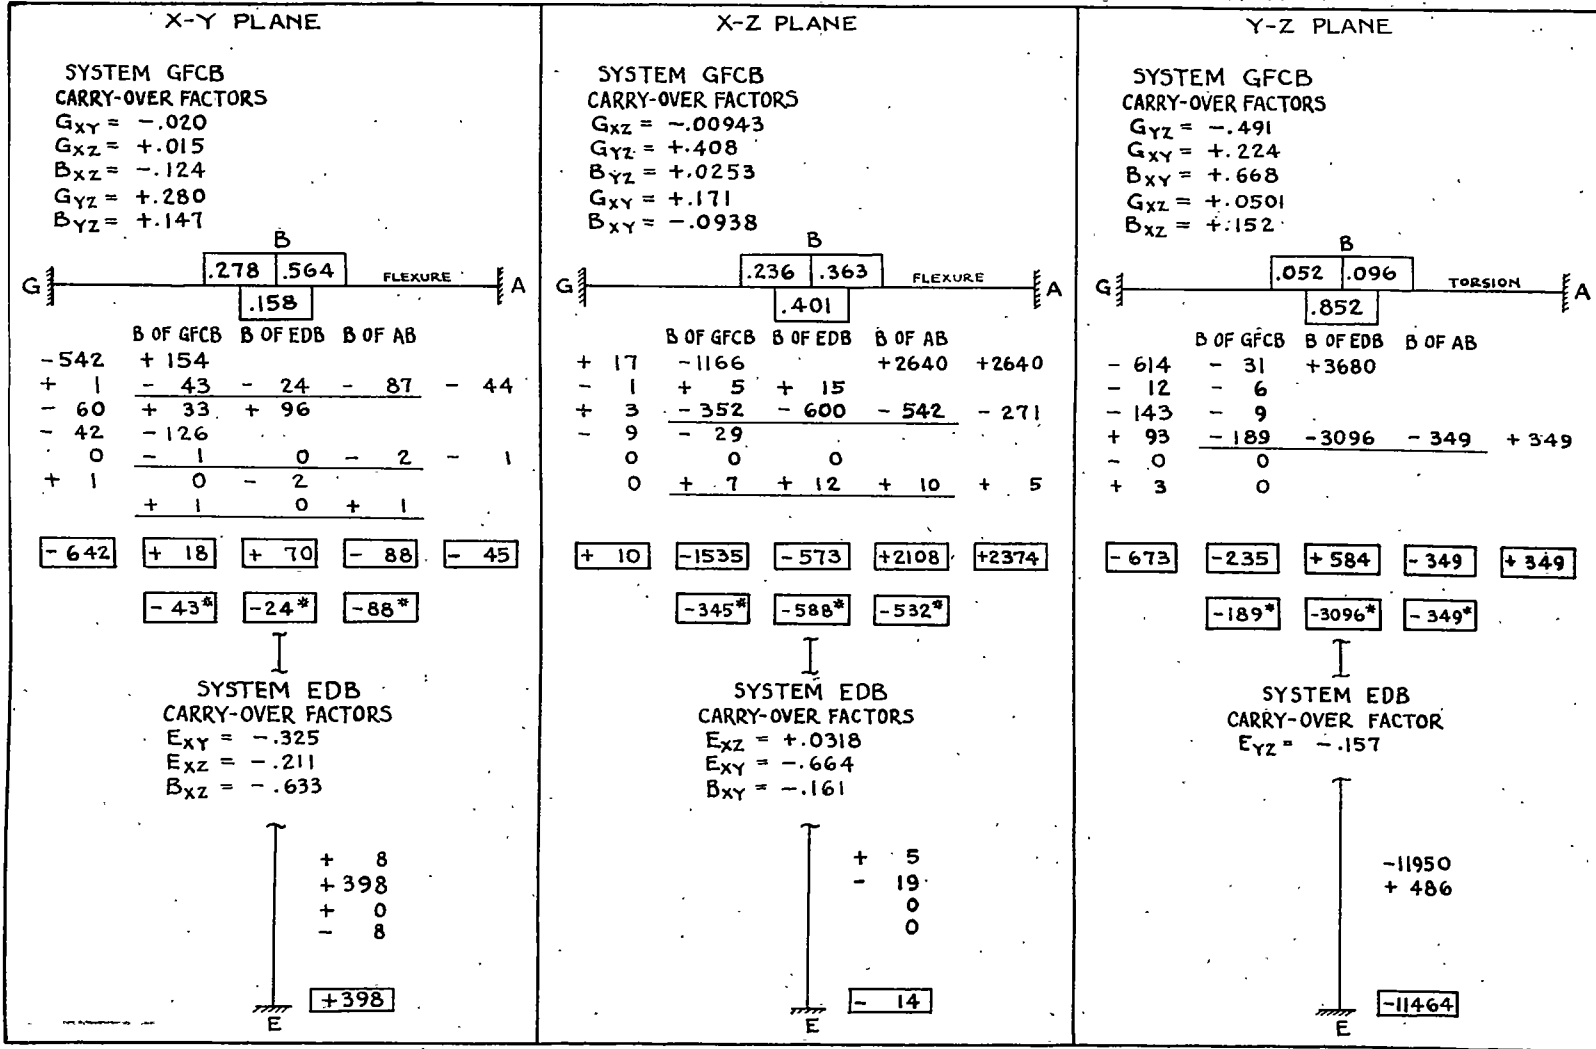 X-Y PLANE
SYSTEM GFCB
CARRY-OVER FACTORS
GXY = -.020
GXZ = +.015
BXZ = -.124
GYZ = +.280
BYZ = +.147
B
.278 .564 FLEXURE
G A
.158
B OF GFCB B OF EDB B OF AB
-542 + 154
+ 1 - 43 - 24 - 87 - 44
- 60 + 33 + 96
- 42 -126
0 - 1 0 - 2 - 1
+ 1 0 - 2
+ 1 0 + 1
- 642 + 18 + 70 - 88 - 45
- 43* -24* -88*
SYSTEM EDB
CARRY-OVER FACTORS
EXY = -.325
EXZ = -.211
BXZ = -.633
+ 8
+398
+ 0
- 8
+398
E
X-Z PLANE
SYSTEM GFCB
CARRY-OVER FACTORS
GXZ = -.00943
GYZ = +.408
BYZ = +.0253
GXY = +.171
BXY = -.0938
B
.236 .363 FLEXURE
G A
.401
B OF GFCB B OF EDB B OF AB
+ 17 -1166 +2640 +2640
- 1 + 5 + 15
+ 3 - 352 - 600 - 542 - 271
- 9 - 29
0 0 0
0 + 7 + 12 + 10 + 5
+ 10 -1535 -573 +2108 +2374
-345* -588* -532*
SYSTEM EDB
CARRY-OVER FACTORS
EXZ = +.0318
EXY = -.664
BXY = -.161
+ 5
- 19
0
0
- 14
E
Y-Z PLANE
SYSTEM GFCB
CARRY-OVER FACTORS
GYZ = -.491
GXY = +.224
BXY = +.668
GXZ = +.0501
BXZ = +.152
B
.052 .096 TORSION
G A
.852
B OF GFCB B OF EDB B OF AB
- 614 - 31 +3680
- 12 - 6
- 143 - 9
+ 93 -189 -3096 -349 +349
- 0 0
+ 3 0
- 673 -235 +584 -349 +349
-189* -3096* -349*
SYSTEM EDB
CARRY-OVER FACTOR
EYZ = -.157
-11950
+ 486
-11464
E